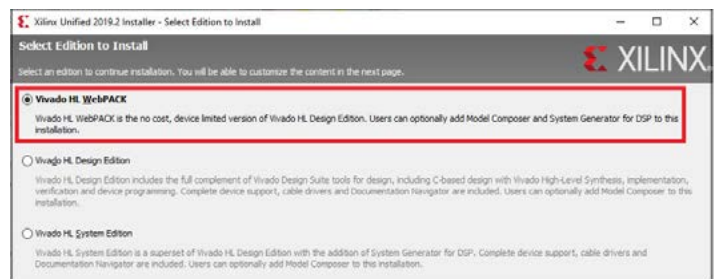 Xilinx Unified 2019.2 Installer - Select Edition to Install
Select Edition to Install
XILINX
Select an edition to continue installation. You will be able to customize the content in the next page.
Vivado HL WebPACK
Vivado HL WebPACK is the no cost, device limited version of Vivado HL Design Edition. Users can optionally add Model Composer and System Generator for DSP to this
installation.
Vivado HL Design Edition
Vivado HL Design Edition includes the full complement of Vivado Design Suite tools for design, including C-based design with Vivado High-Level Synthesis, implementation,
verification and device programming. Complete device support, cable drivers and Documentation Navigator are included. Users can optionally add Model Composer to this
installation.
Vivado HL System Edition
Vivado HL System Edition is a superset of Vivado HL Design Edition with the addition of System Generator for DSP. Complete device support, cable drivers and
Documentation Navigator are included. Users can optionally add Model Composer to this installation.